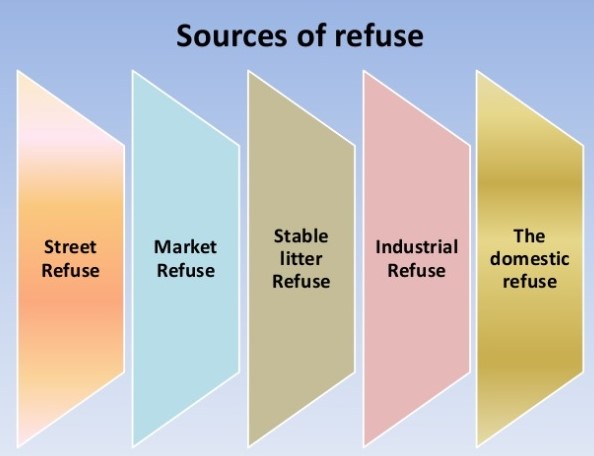 Sources of refuse
Street
Refuse
Market
Refuse
Stable
litter
Refuse
Industrial
Refuse
The
domestic
refuse